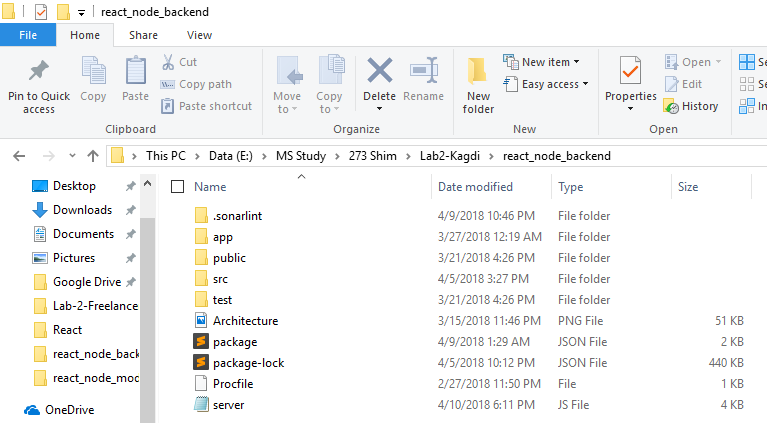 react_node_backend
File Home Share View
Pin to Quick access
Copy
Paste
Cut
Copy path
Paste shortcut
Clipboard
Move to
Copy to
Delete
Rename
Organize
New folder
New item
Easy access
New
Properties
Open
Edit
History
Open
Se
Se
In
This PC > Data (E:) > MS Study > 273 Shim > Lab2-Kagdi > react_node_backend
Desktop
Downloads
Documents
Pictures
Google Drive
Lab-2-Freelance
React
react_node_back
react_node_mod
OneDrive
Name Date modified Type Size
.sonarlint 4/9/2018 10:46 PM File folder
app 3/27/2018 12:19 AM File folder
public 3/21/2018 4:26 PM File folder
src 4/5/2018 3:27 PM File folder
test 3/21/2018 4:26 PM File folder
Architecture 3/15/2018 11:46 PM PNG File 51 KB
package 4/9/2018 1:29 AM JSON File 2 KB
package-lock 4/5/2018 10:12 PM JSON File 440 KB
Procfile 2/27/2018 11:50 PM File 1 KB
server 4/10/2018 6:11 PM JS File 4 KB